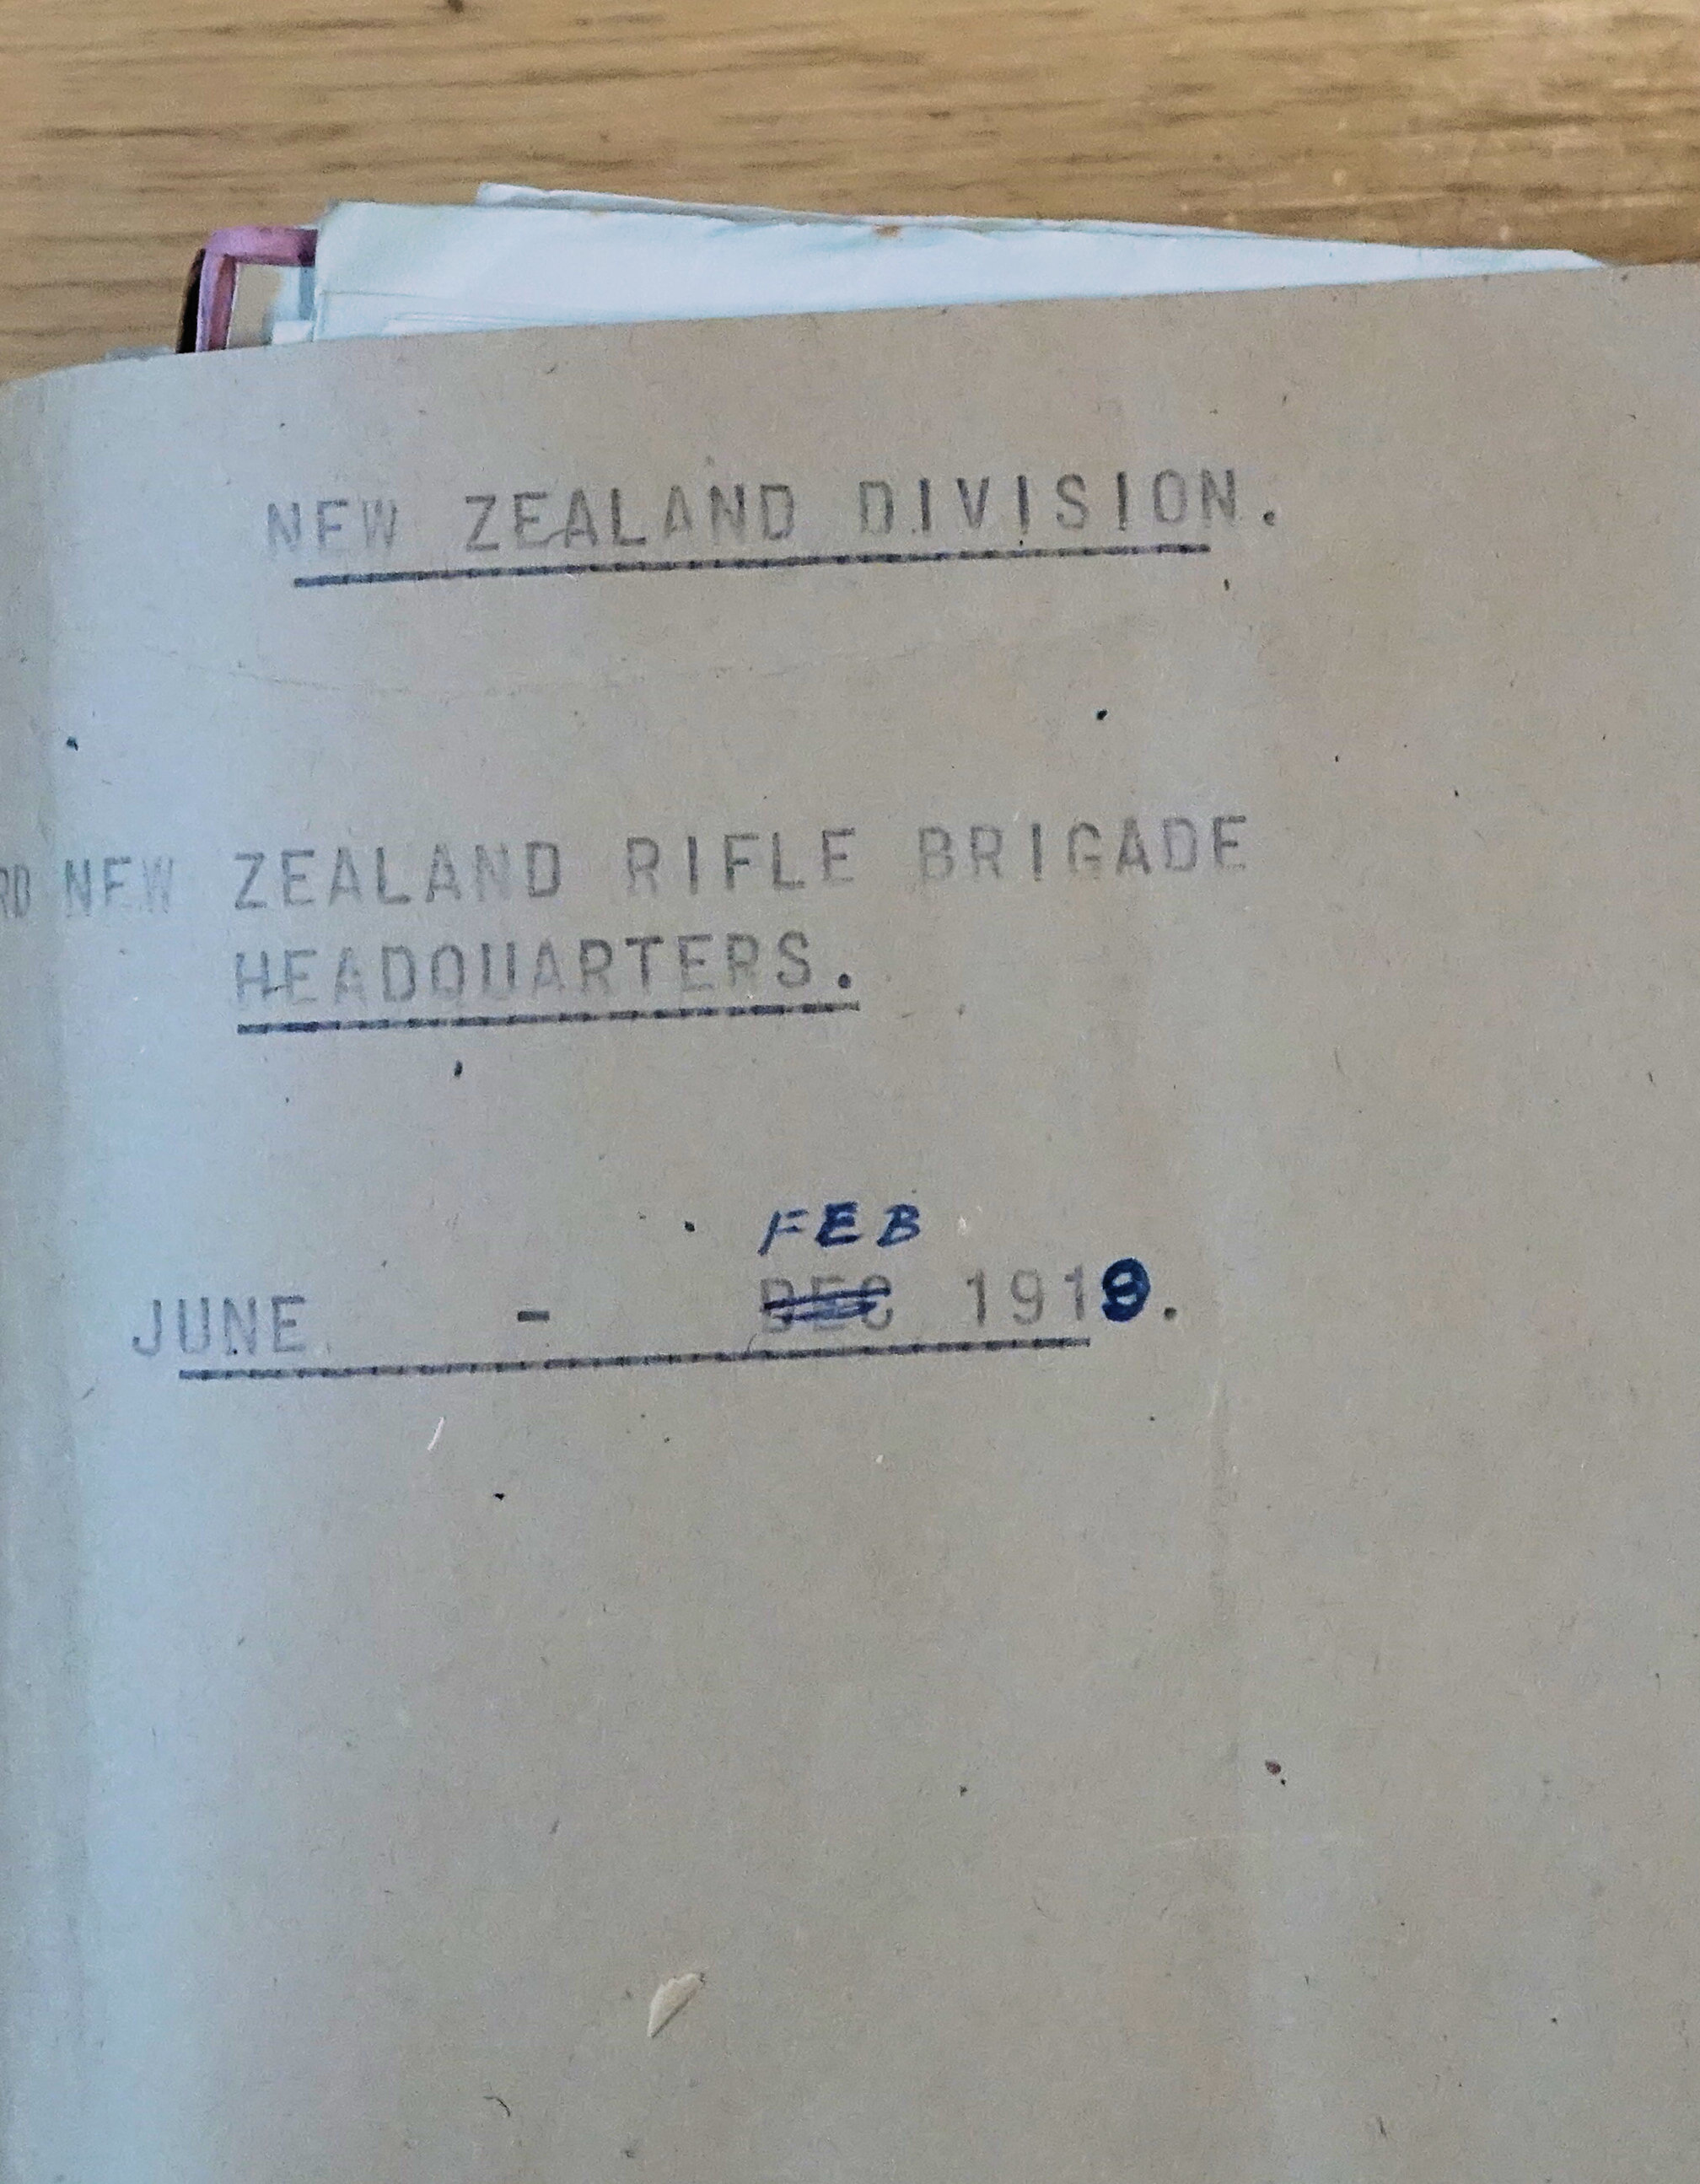 NEW ZEALAND DIVISION.
RD NEW ZEALAND RIFLE BRIGADE
HEADQUARTERS.
FEB
JUNE - DEC 1919.